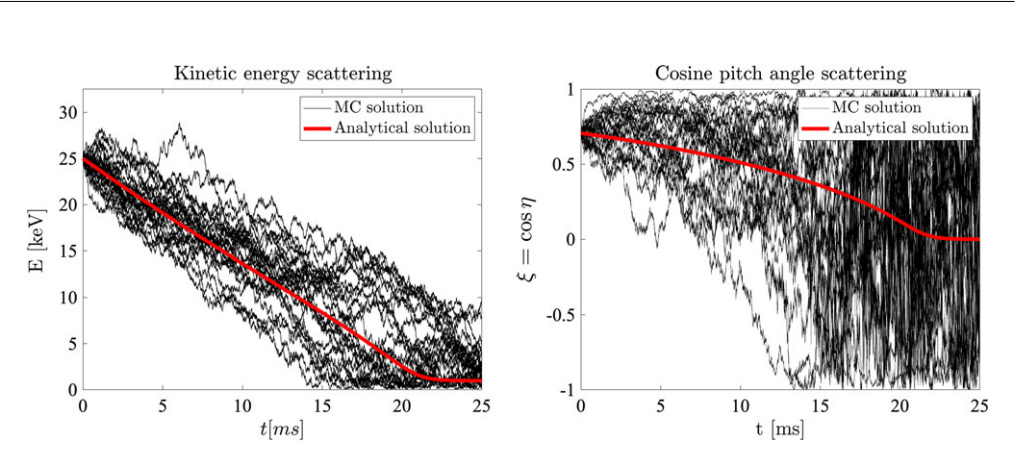 Kinetic energy scattering
MC solution
Analytical solution
30
25
20
15
10
5
0
E [keV]
0 5 10 15 20 25
t[ms]
Cosine pitch angle scattering
MC solution
Analytical solution
1
0.5
0
-0.5
-1
ξ = cos η
0 5 10 15 20 25
t [ms]